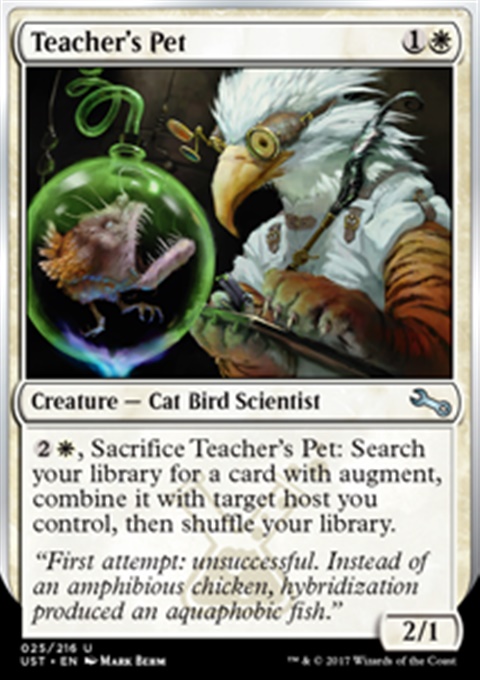 Teacher's Pet 1
Creature — Cat Bird Scientist
2, Sacrifice Teacher's Pet: Search
your library for a card with augment,
combine it with target host you
control, then shuffle your library.
“First attempt: unsuccessful. Instead of
an amphibious chicken, hybridization
produced an aquaphobic fish.”
2/1
025/216 U
UST • EN Mark Behm
™ & © 2017 Wizards of the Coast